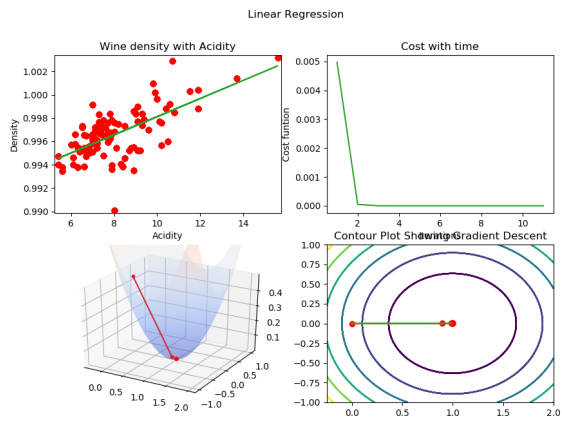 Linear Regression
Wine density with Acidity
Density
1.002
1.000
0.998
0.996
0.994
0.992
0.990
6 8 10 12 14
Acidity
Cost with time
Cost funtion
0.005
0.004
0.003
0.002
0.001
0.000
2 4 6 8 10
0.4
0.3
0.2
0.1
0.0 0.5 1.0 1.5 2.0
−1.0 −0.5 0.0 0.5 1.0
Contour Plot Showing Gradient Descent
1.00
0.75
0.50
0.25
0.00
−0.25
−0.50
−0.75
−1.00
0.0 0.5 1.0 1.5 2.0